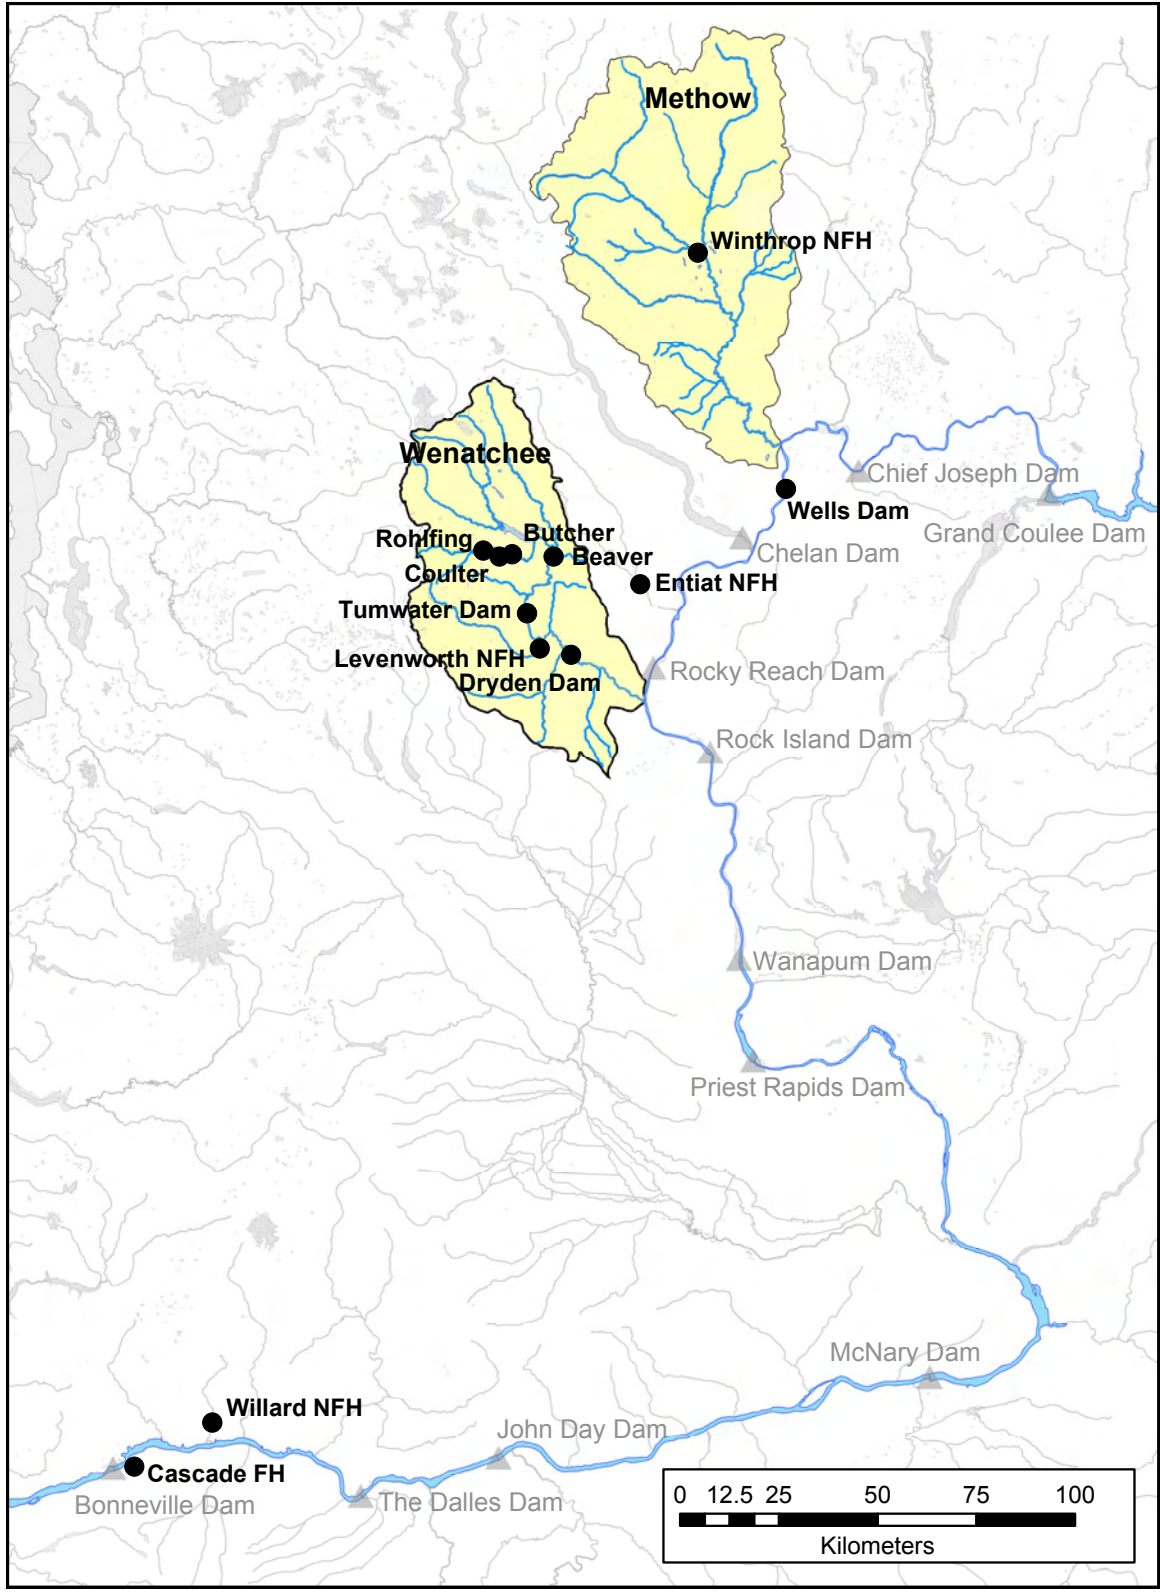 Methow
Winthrop NFH
Wenatchee
Chief Joseph Dam
Wells Dam
Grand Coulee Dam
Butcher
Rohlfing
Chelan Dam
Beaver
Coulter
Entiat NFH
Tumwater Dam
Levenworth NFH
Rocky Reach Dam
Dryden Dam
Rock Island Dam
Wanapum Dam
Priest Rapids Dam
McNary Dam
Willard NFH
John Day Dam
Cascade FH
Bonneville Dam
The Dalles Dam
0 12.5 25 50 75 100
Kilometers